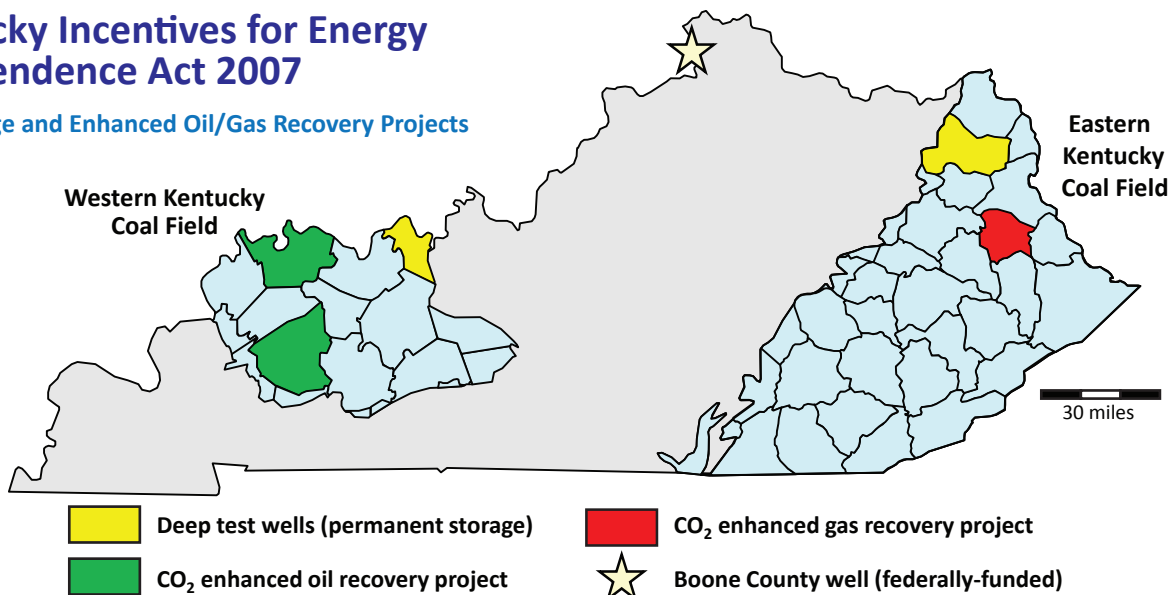 cky Incentives for Energy
endence Act 2007
ge and Enhanced Oil/Gas Recovery Projects
Western Kentucky
Coal Field
Eastern
Kentucky
Coal Field
30 miles
Deep test wells (permanent storage)
CO₂ enhanced gas recovery project
CO₂ enhanced oil recovery project
Boone County well (federally-funded)